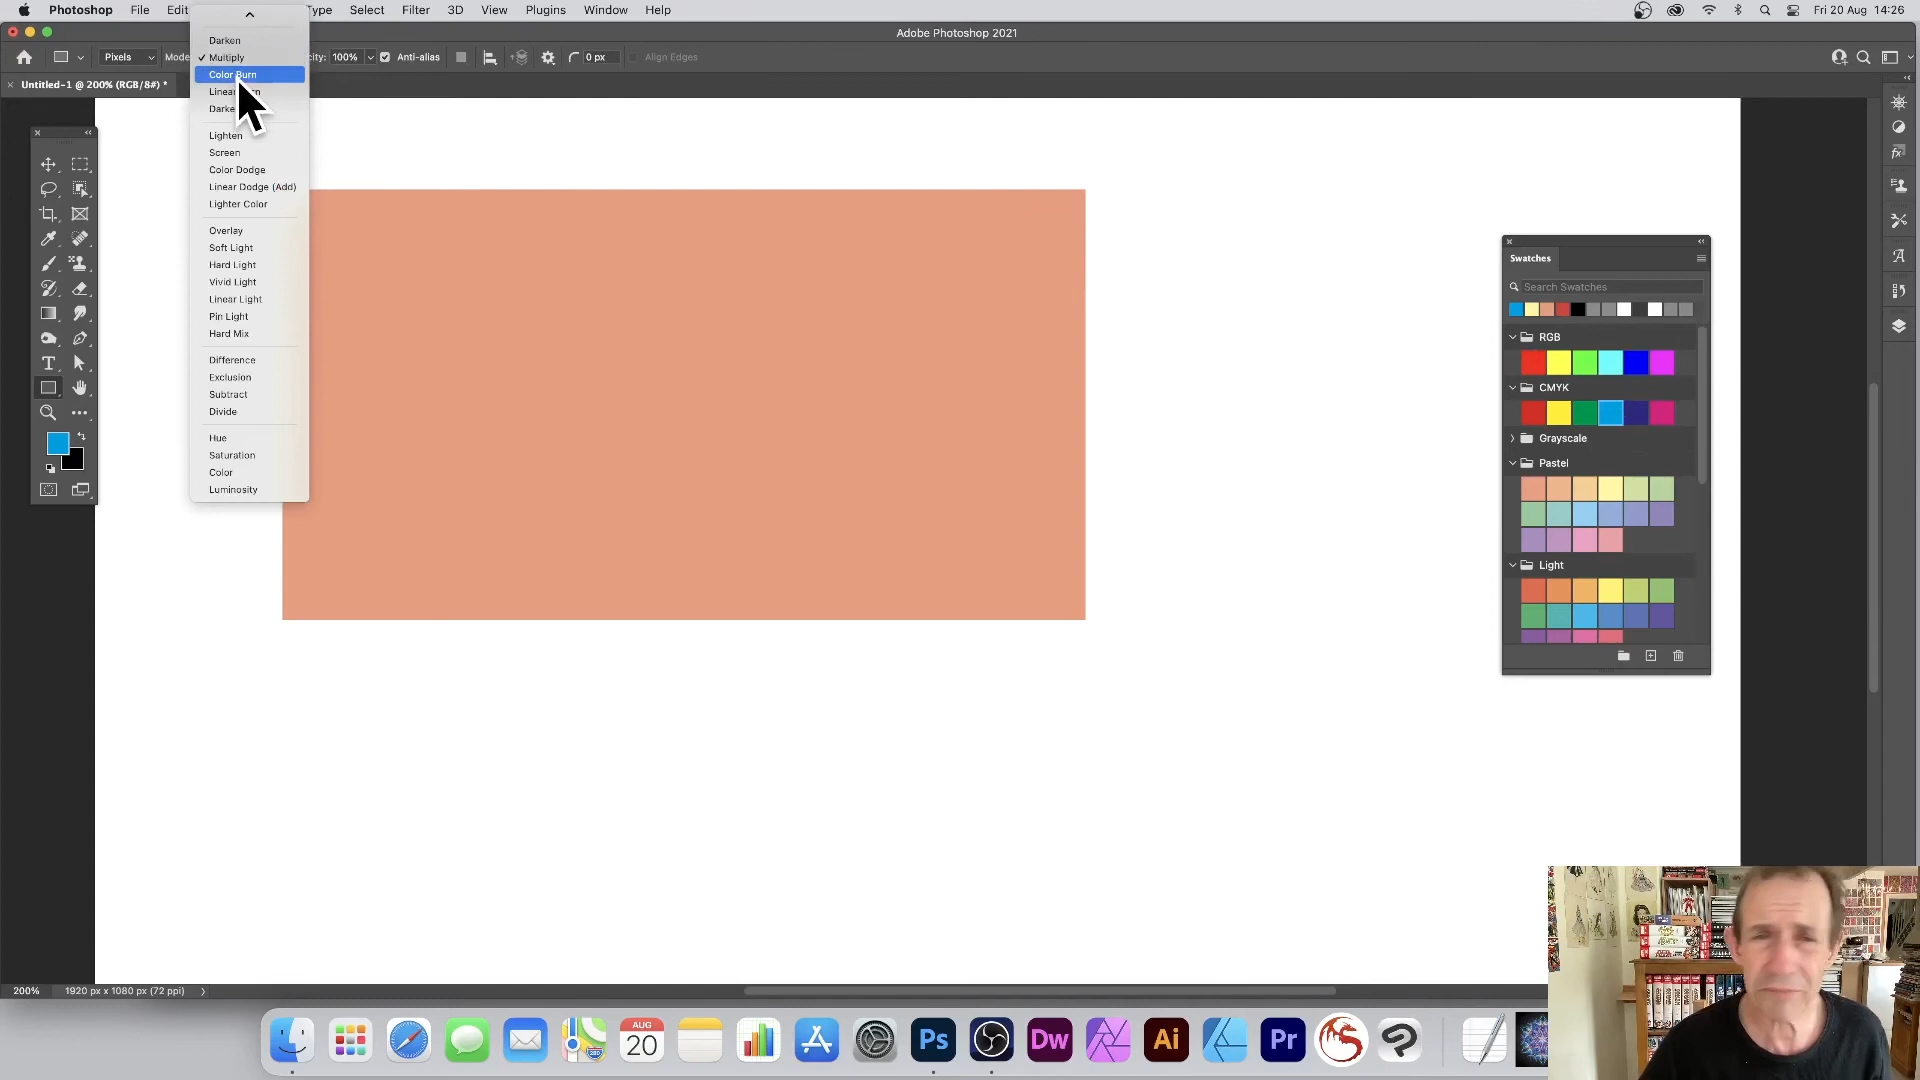 Photoshop File Edit Type Select Filter 3D View Plugins Window Help Fri 20 Aug 14:26
Adobe Photoshop 2021
Pixels Mode city: 100% Anti-alias 0 px Align Edges
Untitled-1 @ 200% (RGB/8#) *
Darken
Multiply
Color Burn
Lighten
Screen
Color Dodge
Linear Dodge (Add)
Lighter Color
Overlay
Soft Light
Hard Light
Vivid Light
Linear Light
Pin Light
Hard Mix
Difference
Exclusion
Subtract
Divide
Hue
Saturation
Color
Luminosity
Swatches
Search Swatches
RGB
CMYK
Grayscale
Pastel
Light
200% 1920 px x 1080 px (72 ppi)
AUG
20
280
Ps
Dw
Ai
Pr